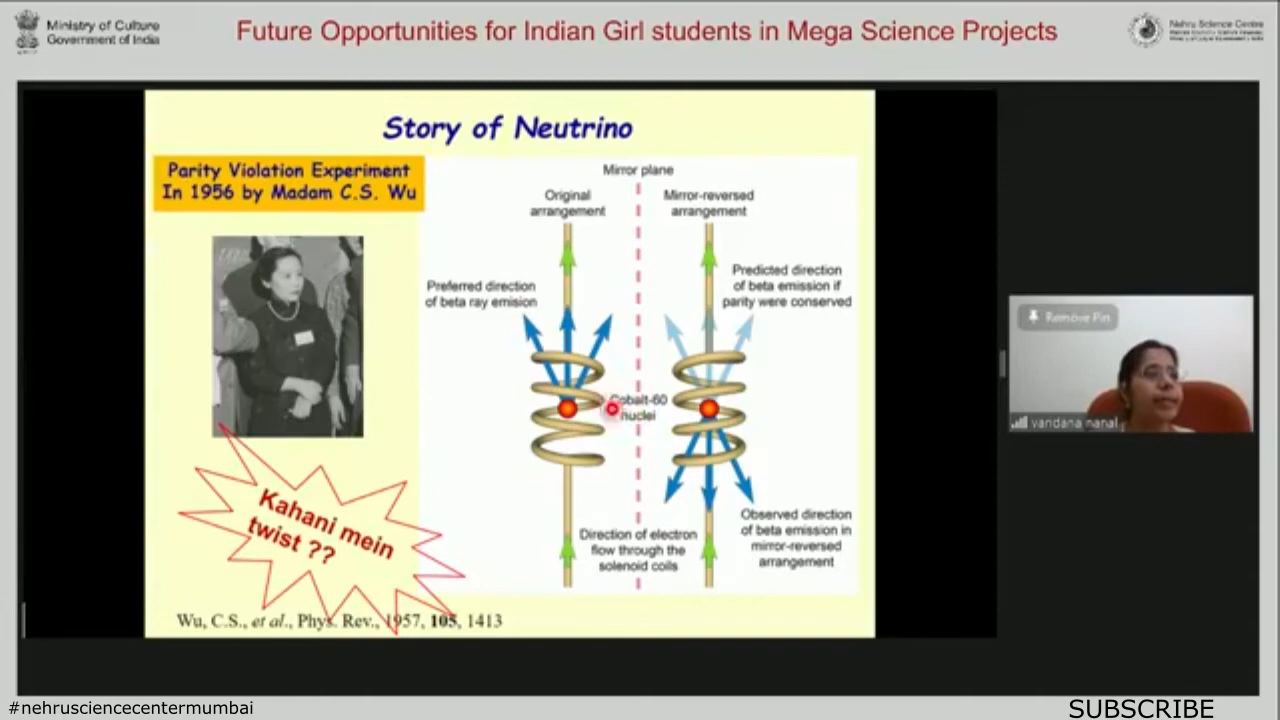 Ministry of Culture
Government of India
Future Opportunities for Indian Girl students in Mega Science Projects
Nehru Science Centre
Story of Neutrino
Parity Violation Experiment
In 1956 by Madam C.S. Wu
Mirror plane
Original
arrangement
Mirror-reversed
arrangement
Preferred direction
of beta ray emision
Predicted direction
of beta emission if
parity were conserved
Cobalt-60
nuclei
Kahani mein
twist ??
Direction of electron
flow through the
solenoid coils
Observed direction
of beta emission in
mirror-reversed
arrangement
Wu, C.S., et al., Phys. Rev., 1957, 105, 1413
Remove Pin
vandana nanal
#nehrusciencecentermumbai
SUBSCRIBE